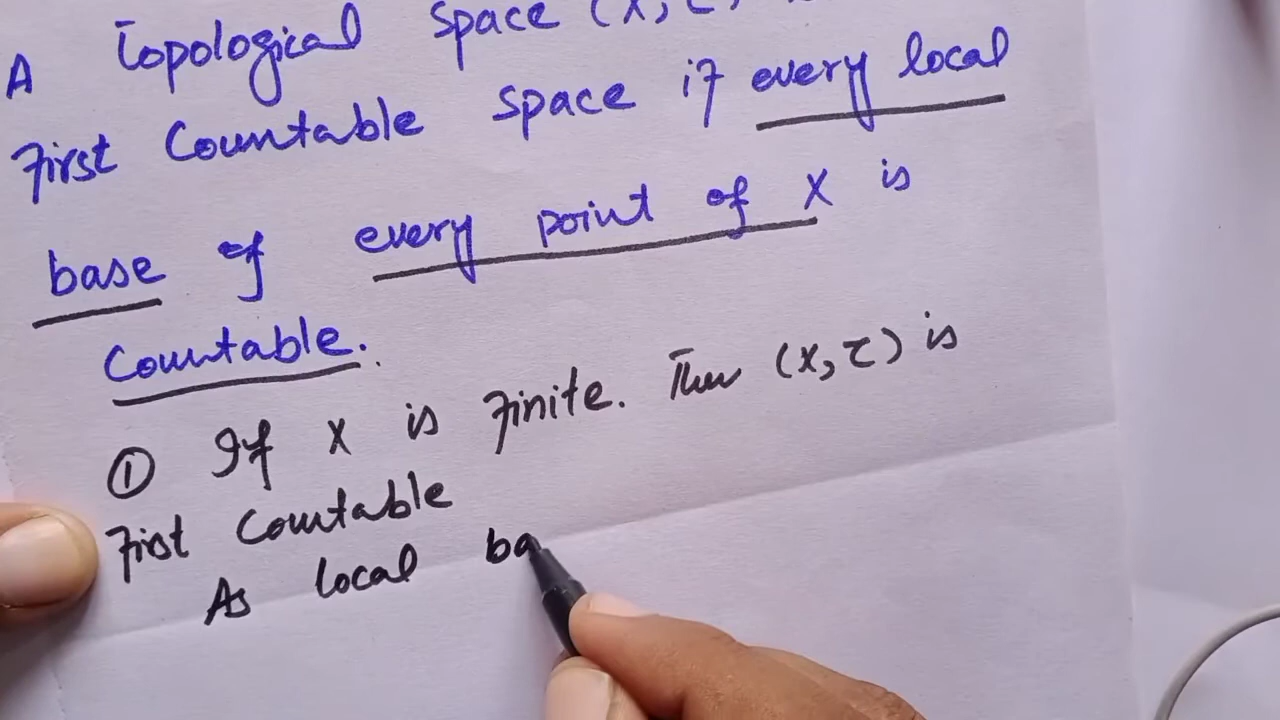 A Topological Space (X, τ)
First Countable space if every local
base of every point of X is
Countable.
① If X is Finite. Then (X, τ) is
First Countable
As local ba